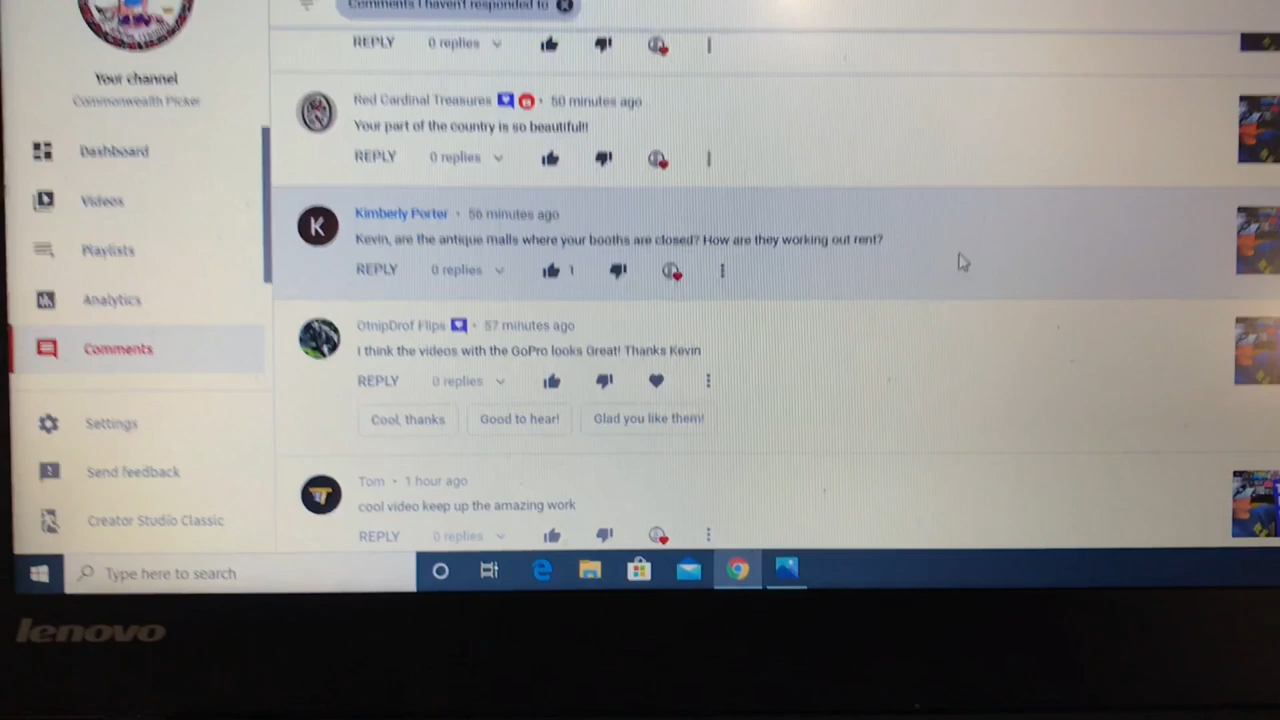 Comments I haven't responded to
REPLY 0 replies
Your channel
Commonwealth Picker
Red Cardinal Treasures • 50 minutes ago
Your part of the country is so beautiful!!
REPLY 0 replies
Dashboard
Videos
Kimberly Porter • 56 minutes ago
K
Kevin, are the antique malls where your booths are closed? How are they working out rent?
REPLY 0 replies 1
Playlists
Analytics
Comments
OtnipDrof Flips • 57 minutes ago
I think the videos with the GoPro looks Great! Thanks Kevin
REPLY 0 replies
Cool, thanks Good to hear! Glad you like them!
Settings
Send feedback
Creator Studio Classic
Tom • 1 hour ago
cool video keep up the amazing work
REPLY 0 replies
Type here to search
lenovo